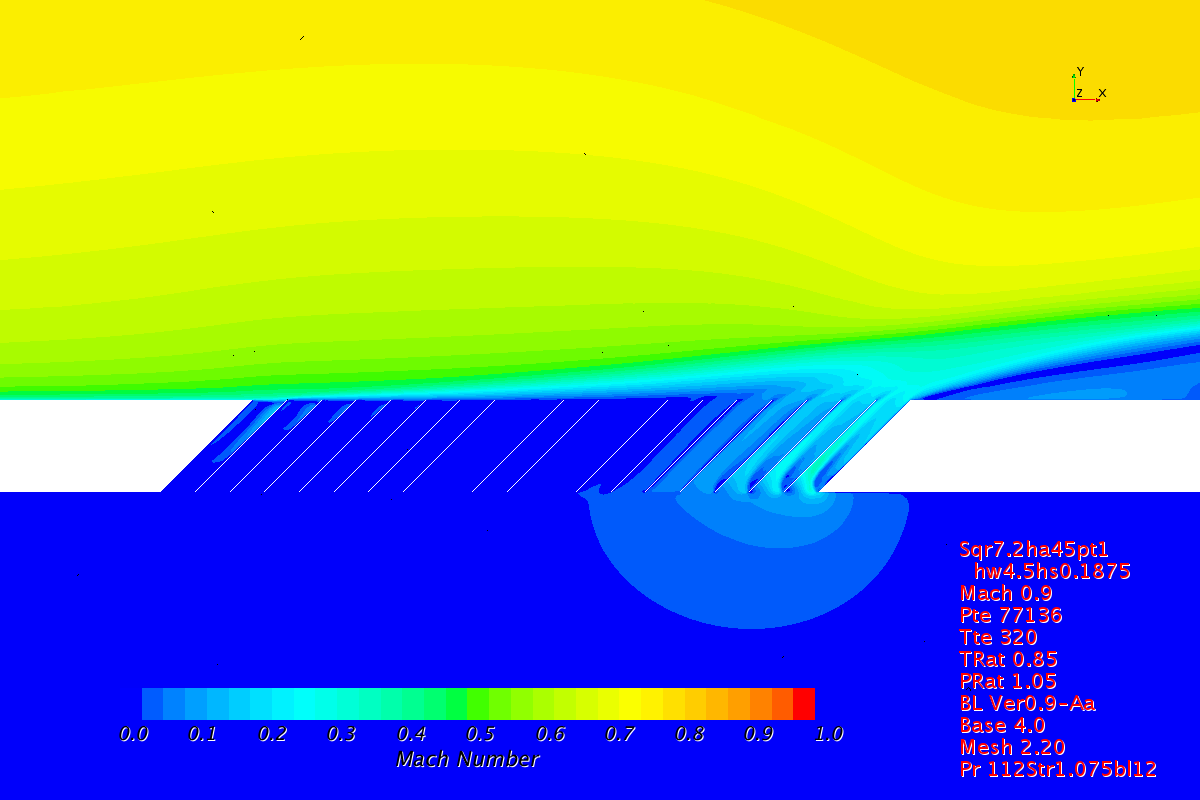 Y
Z X
Sqr7.2ha45pt1
hw4.5hs0.1875
Mach 0.9
Pte 77136
Tte 320
TRat 0.85
PRat 1.05
BL Ver0.9-Aa
Base 4.0
Mesh 2.20
Pr 112Str1.075bl12
0.0 0.1 0.2 0.3 0.4 0.5 0.6 0.7 0.8 0.9 1.0
Mach Number